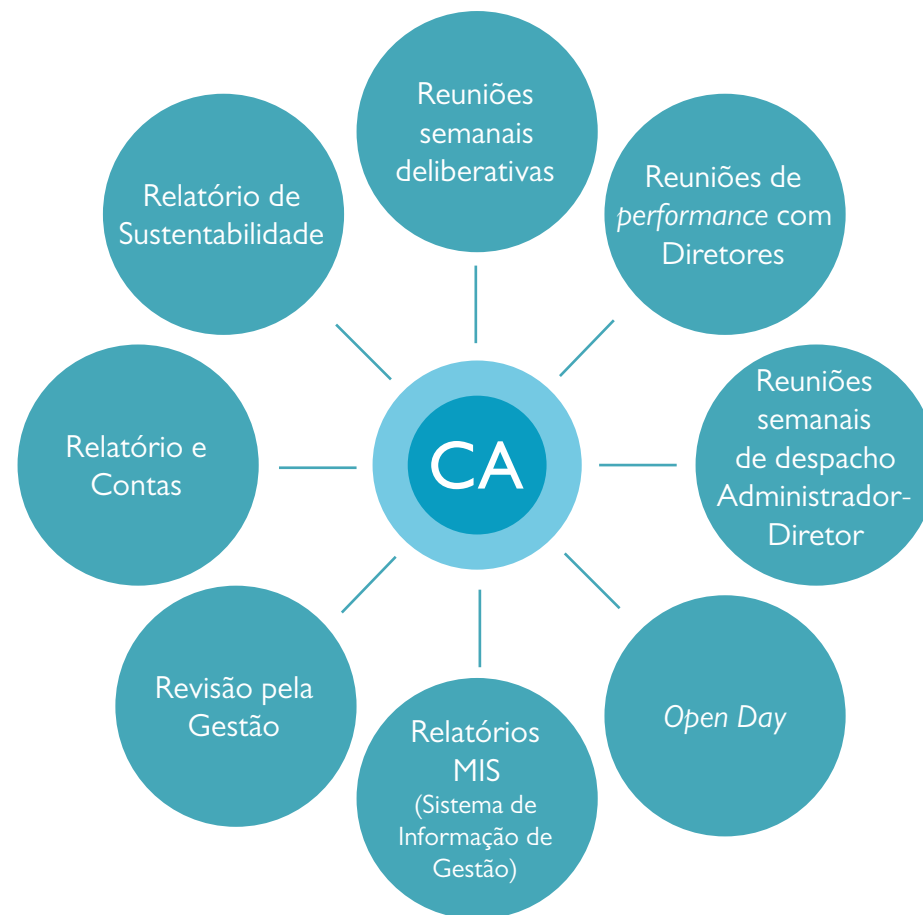 Reuniões
semanais
deliberativas
Reuniões de
performance com
Diretores
Reuniões
semanais
de despacho
Administrador-
Diretor
Open Day
Relatórios
MIS
(Sistema de
Informação de
Gestão)
Revisão pela
Gestão
Relatório e
Contas
Relatório de
Sustentabilidade
CA